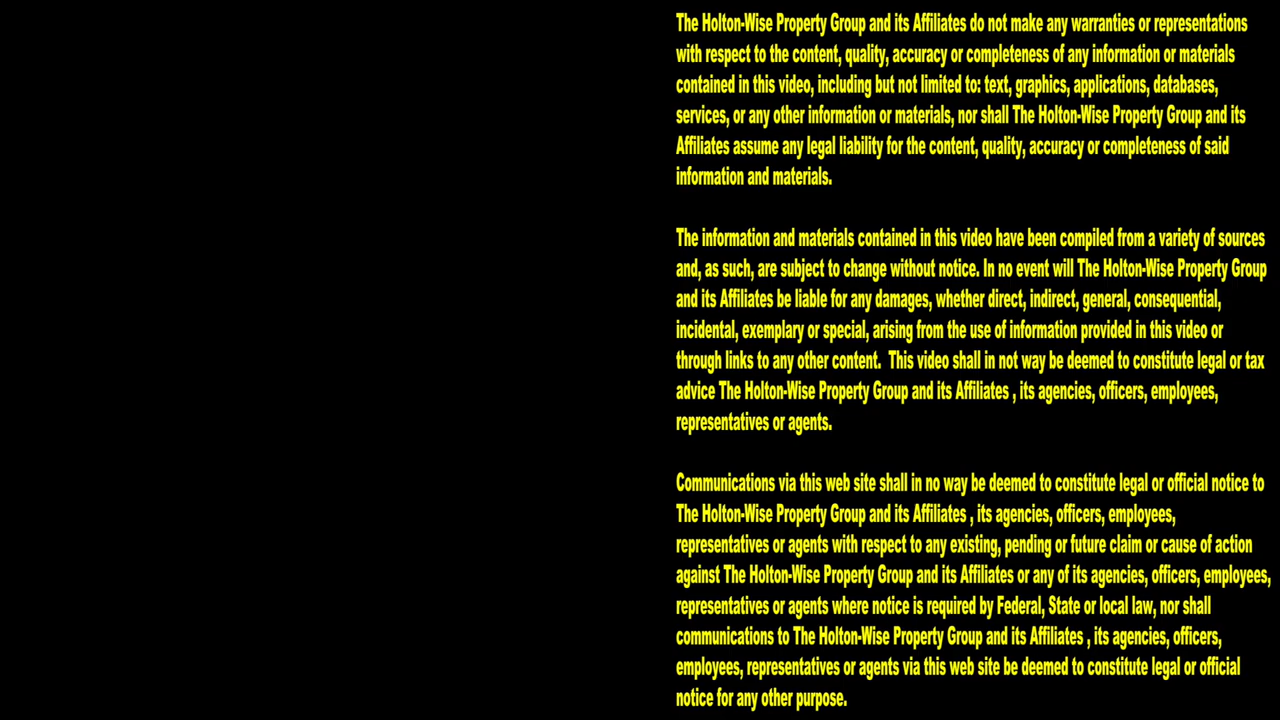 The Holton-Wise Property Group and its Affiliates do not make any warranties or representations
with respect to the content, quality, accuracy or completeness of any information or materials
contained in this video, including but not limited to: text, graphics, applications, databases,
services, or any other information or materials, nor shall The Holton-Wise Property Group and its
Affiliates assume any legal liability for the content, quality, accuracy or completeness of said
information and materials.
The information and materials contained in this video have been compiled from a variety of sources
and, as such, are subject to change without notice. In no event will The Holton-Wise Property Group
and its Affiliates be liable for any damages, whether direct, indirect, general, consequential,
incidental, exemplary or special, arising from the use of information provided in this video or
through links to any other content.  This video shall in not way be deemed to constitute legal or tax
advice The Holton-Wise Property Group and its Affiliates , its agencies, officers, employees,
representatives or agents.
Communications via this web site shall in no way be deemed to constitute legal or official notice to
The Holton-Wise Property Group and its Affiliates , its agencies, officers, employees,
representatives or agents with respect to any existing, pending or future claim or cause of action
against The Holton-Wise Property Group and its Affiliates or any of its agencies, officers, employees,
representatives or agents where notice is required by Federal, State or local law, nor shall
communications to The Holton-Wise Property Group and its Affiliates , its agencies, officers,
employees, representatives or agents via this web site be deemed to constitute legal or official
notice for any other purpose.